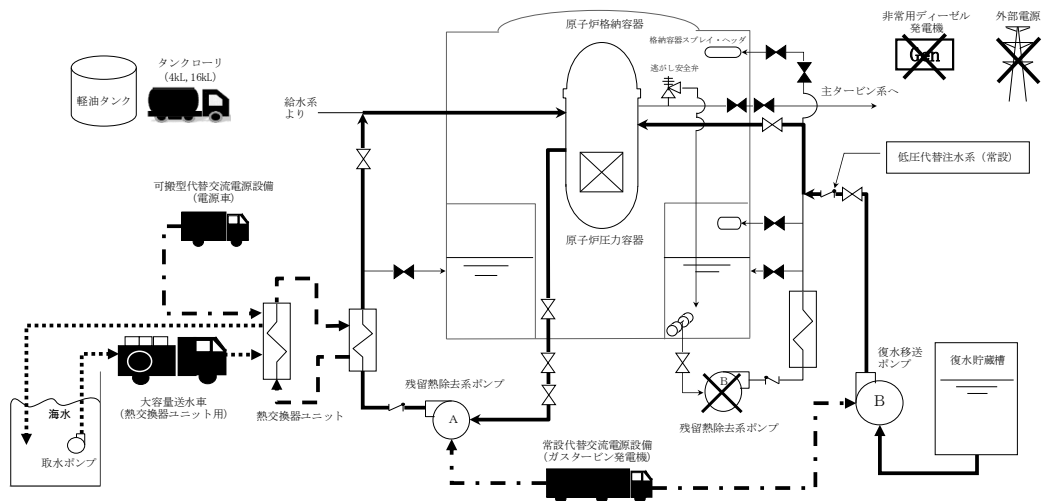 原子炉格納容器
格納容器スプレイ・ヘッダ
逃がし安全弁
非常用ディーゼル
発電機
Gen
外部電源
タンクローリ
(4kL, 16kL)
軽油タンク
給水系
より
主タービン系へ
低圧代替注水系(常設)
可搬型代替交流電源設備
(電源車)
原子炉圧力容器
復水移送
ポンプ
復水貯蔵槽
残留熱除去系ポンプ
A
B
残留熱除去系ポンプ
B
大容量送水車
(熱交換器ユニット用)
熱交換器ユニット
海水
取水ポンプ
常設代替交流電源設備
(ガスタービン発電機)